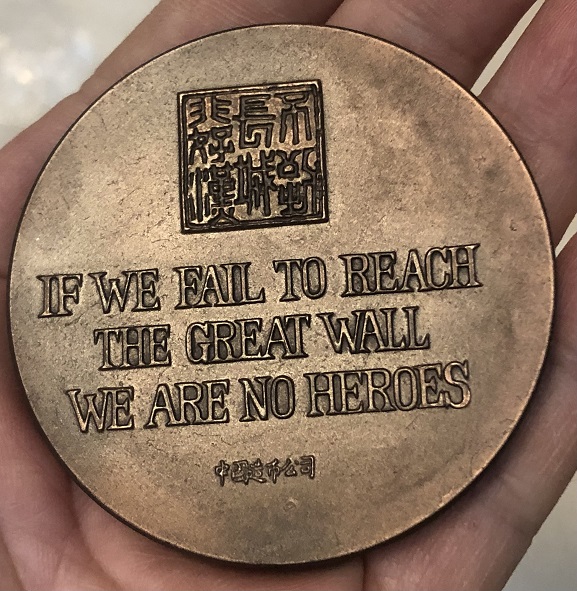 不到
長城
非好漢
IF WE FAIL TO REACH
THE GREAT WALL
WE ARE NO HEROES
中国造币公司